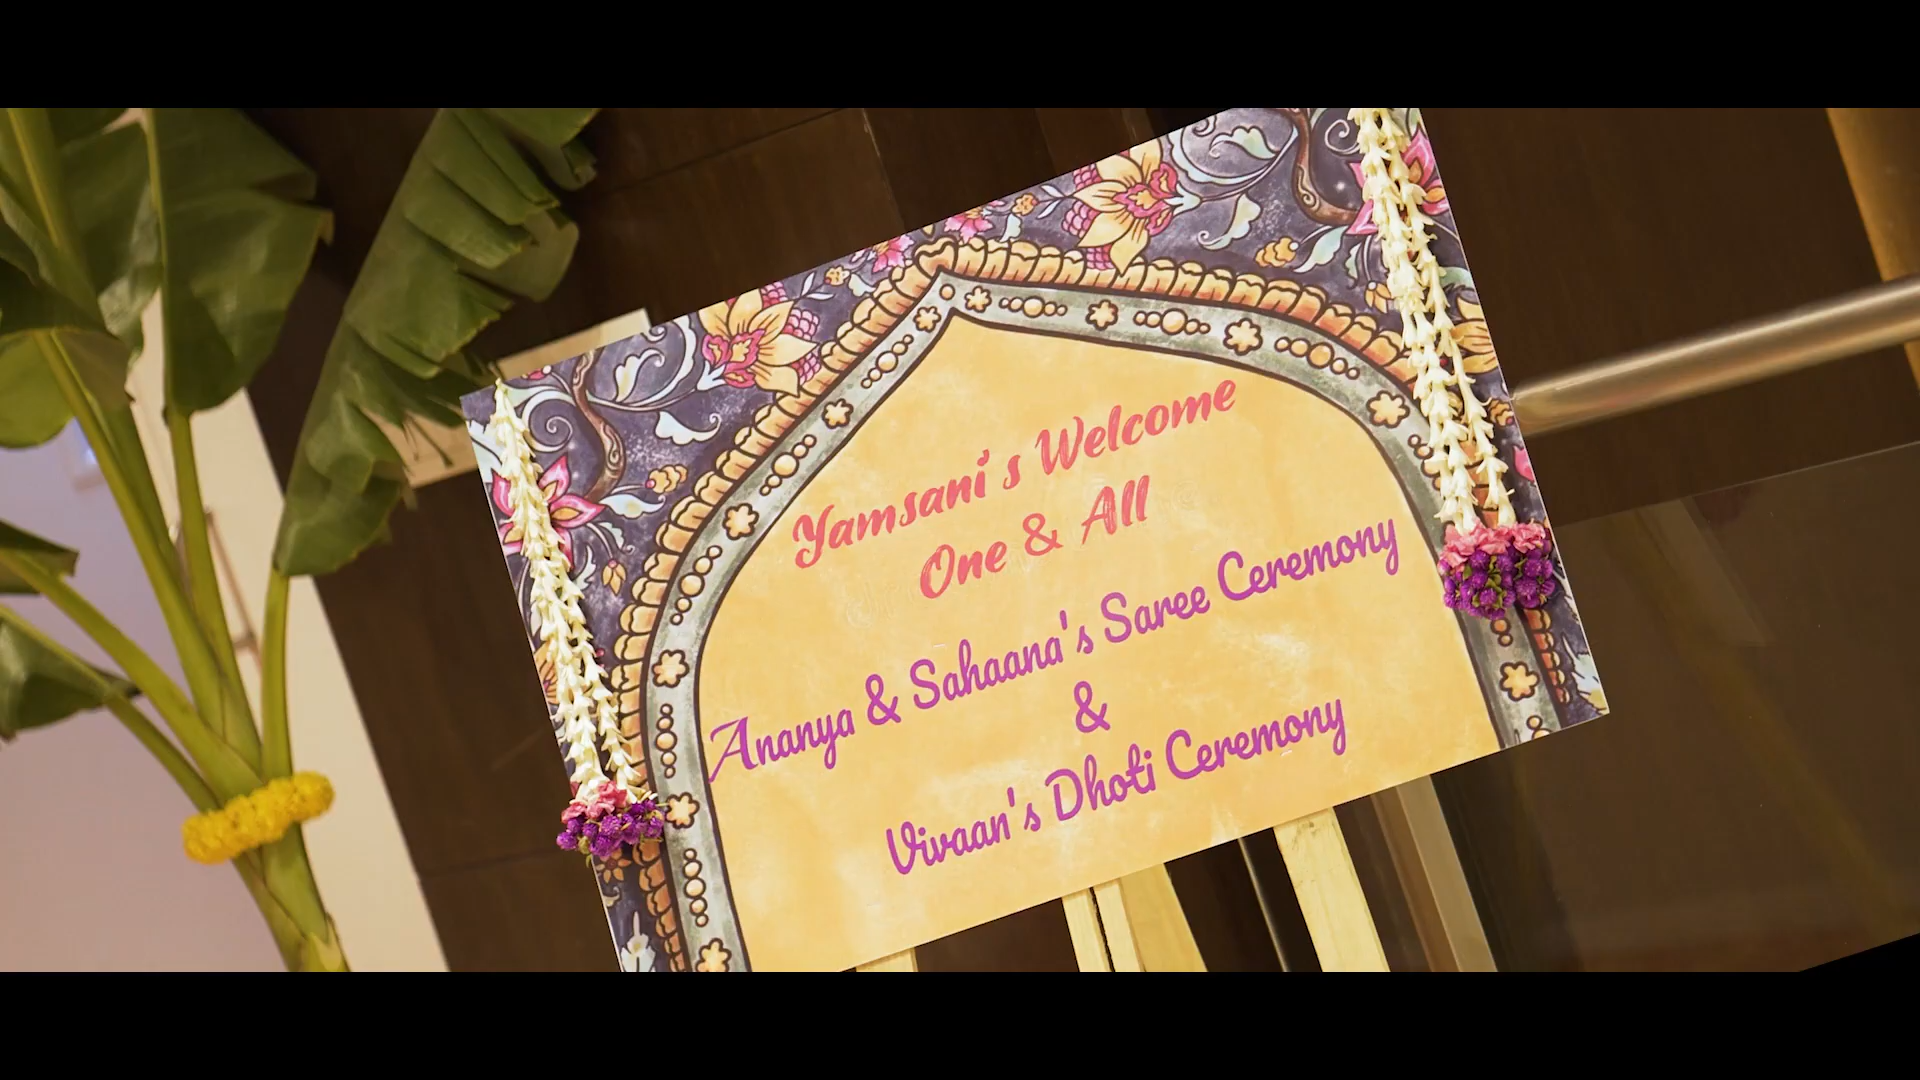 Yamsani's Welcome
One & All
Ananya & Sahaana's Saree Ceremony
&
Vivaan's Dhoti Ceremony